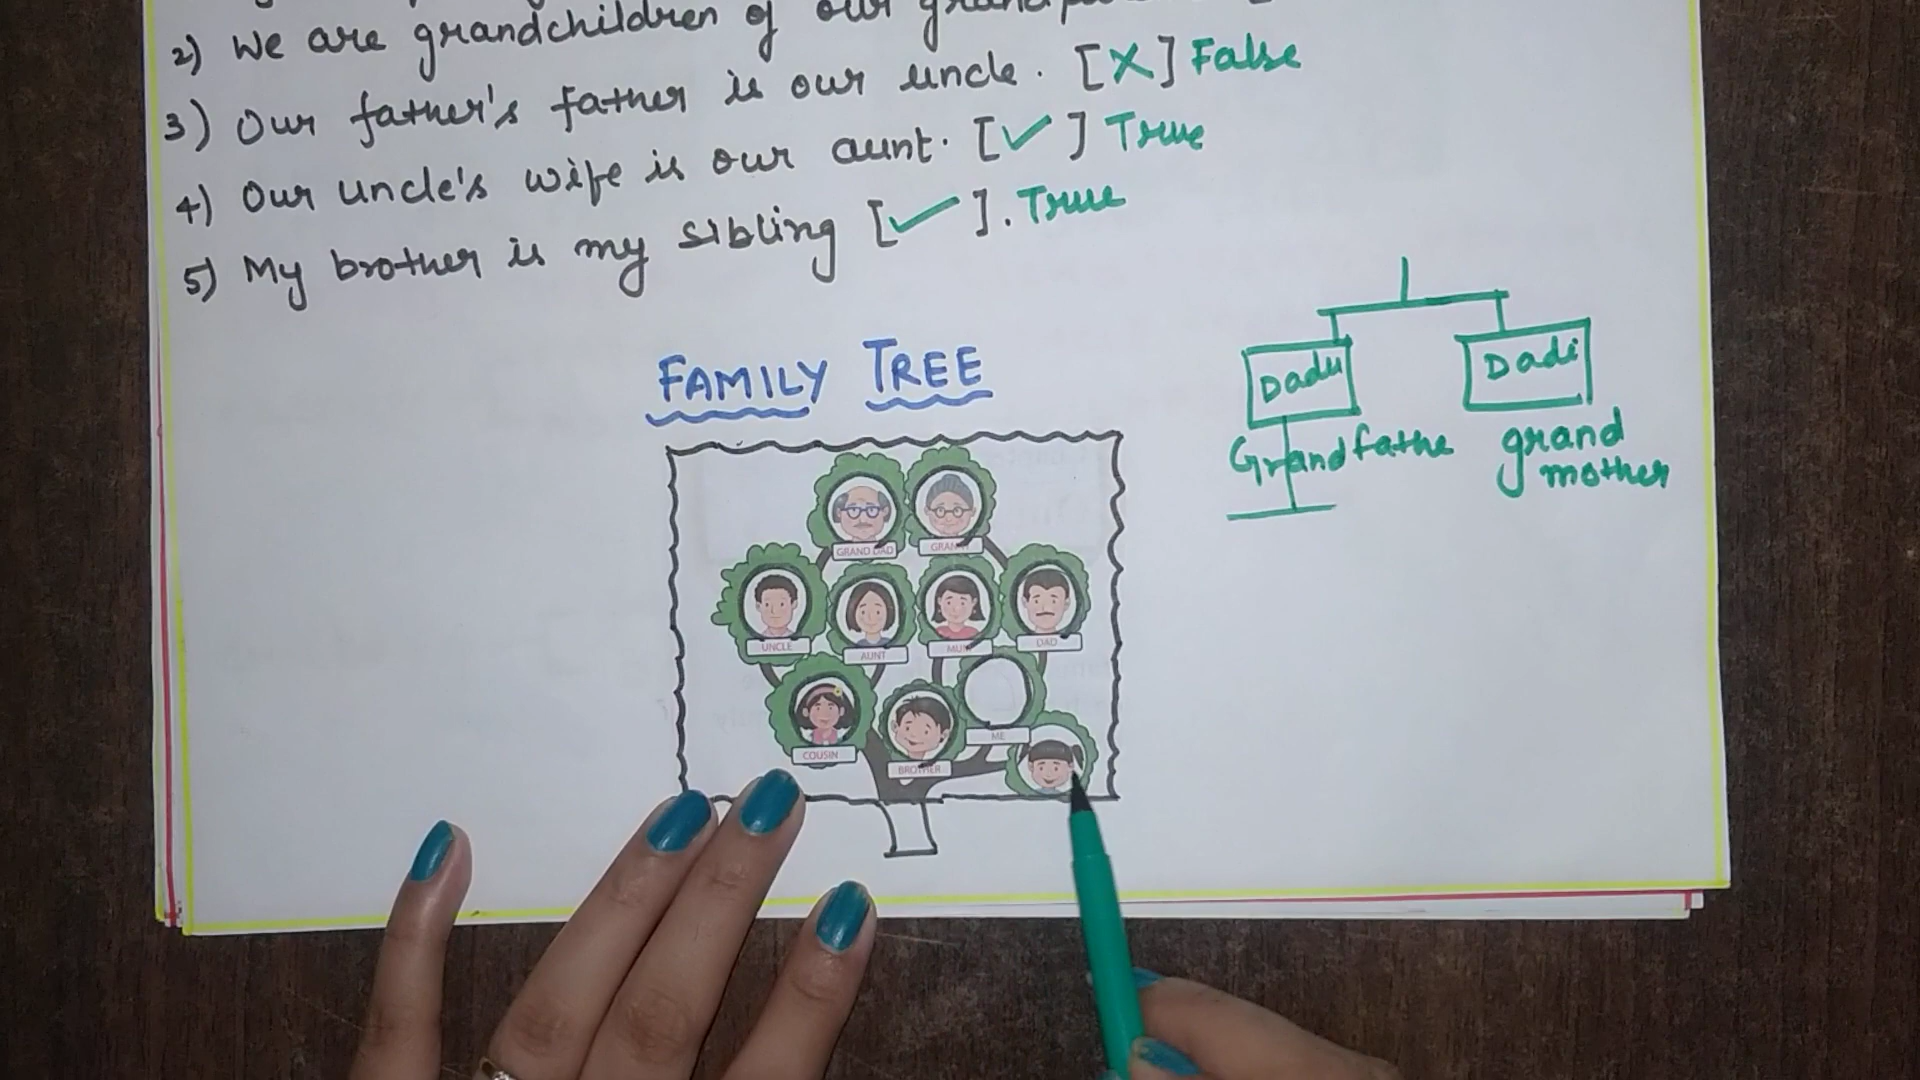 2) We are grandchildren of our
3) Our father's father is our uncle. [X] False
4) Our uncle's wife is our aunt. [✓] True
5) My brother is my sibling [✓]. True
FAMILY TREE
Dadu
Dadi
Grandfathe
grand
mother
GRAND DAD
UNCLE
AUNT
MUM
DAD
COUSIN
BROTHER
ME